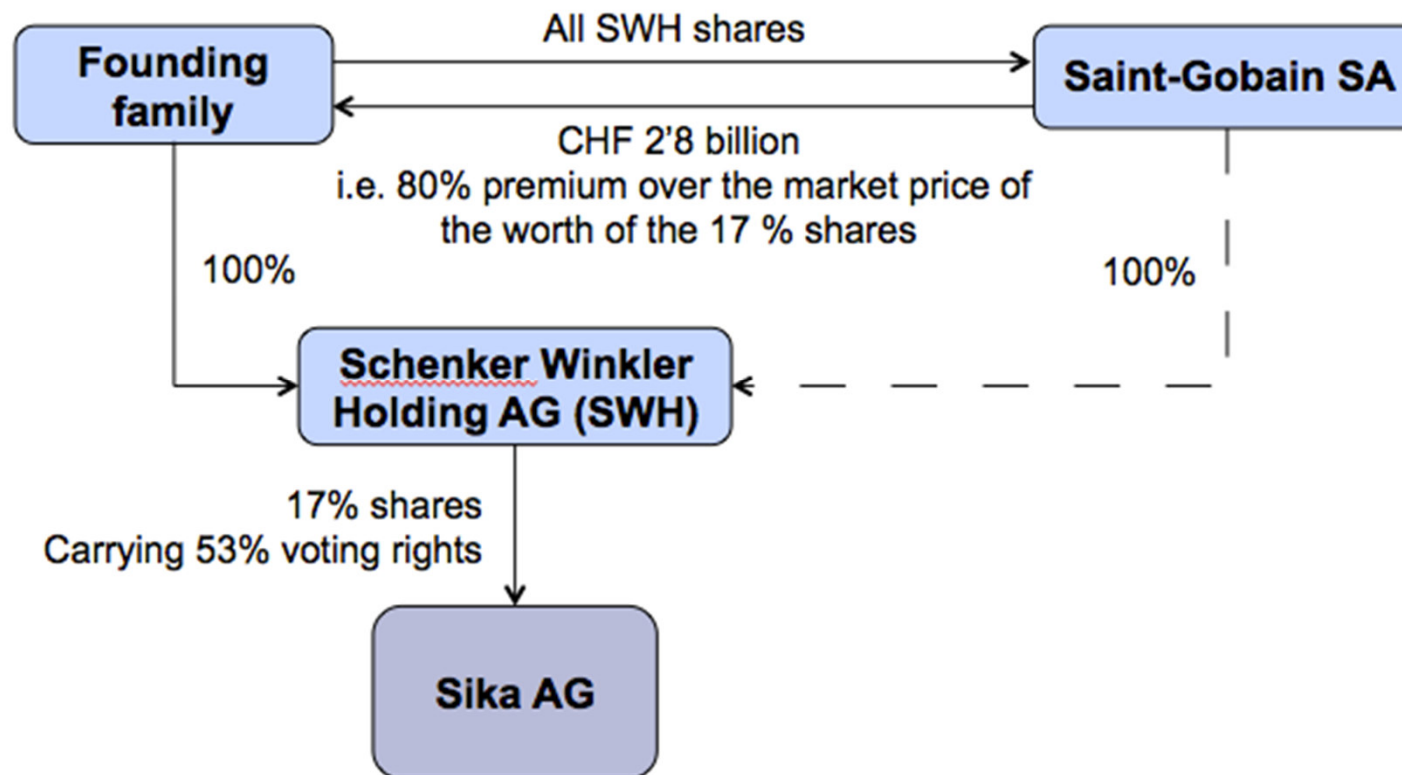 All SWH shares
Founding
family
Saint-Gobain SA
CHF 2'8 billion
i.e. 80% premium over the market price of
the worth of the 17 % shares
100%
100%
Schenker Winkler
Holding AG (SWH)
17% shares
Carrying 53% voting rights
Sika AG